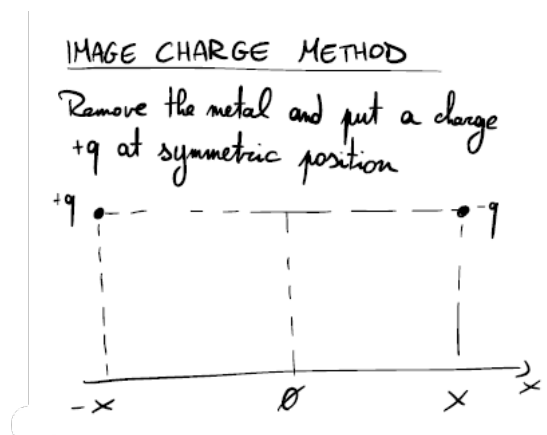 IMAGE CHARGE METHOD
Remove the metal and put a charge
+q at symmetric position
+q -q
-x 0 x x